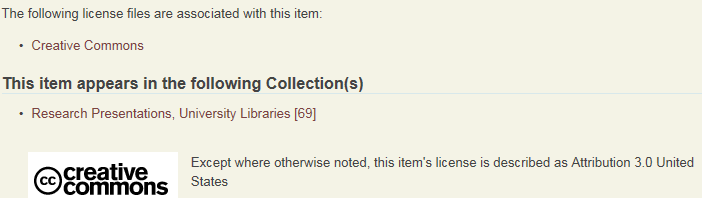 The following license files are associated with this item:
• Creative Commons
This item appears in the following Collection(s)
• Research Presentations, University Libraries [69]
cc creative
commons
Except where otherwise noted, this item's license is described as Attribution 3.0 United
States